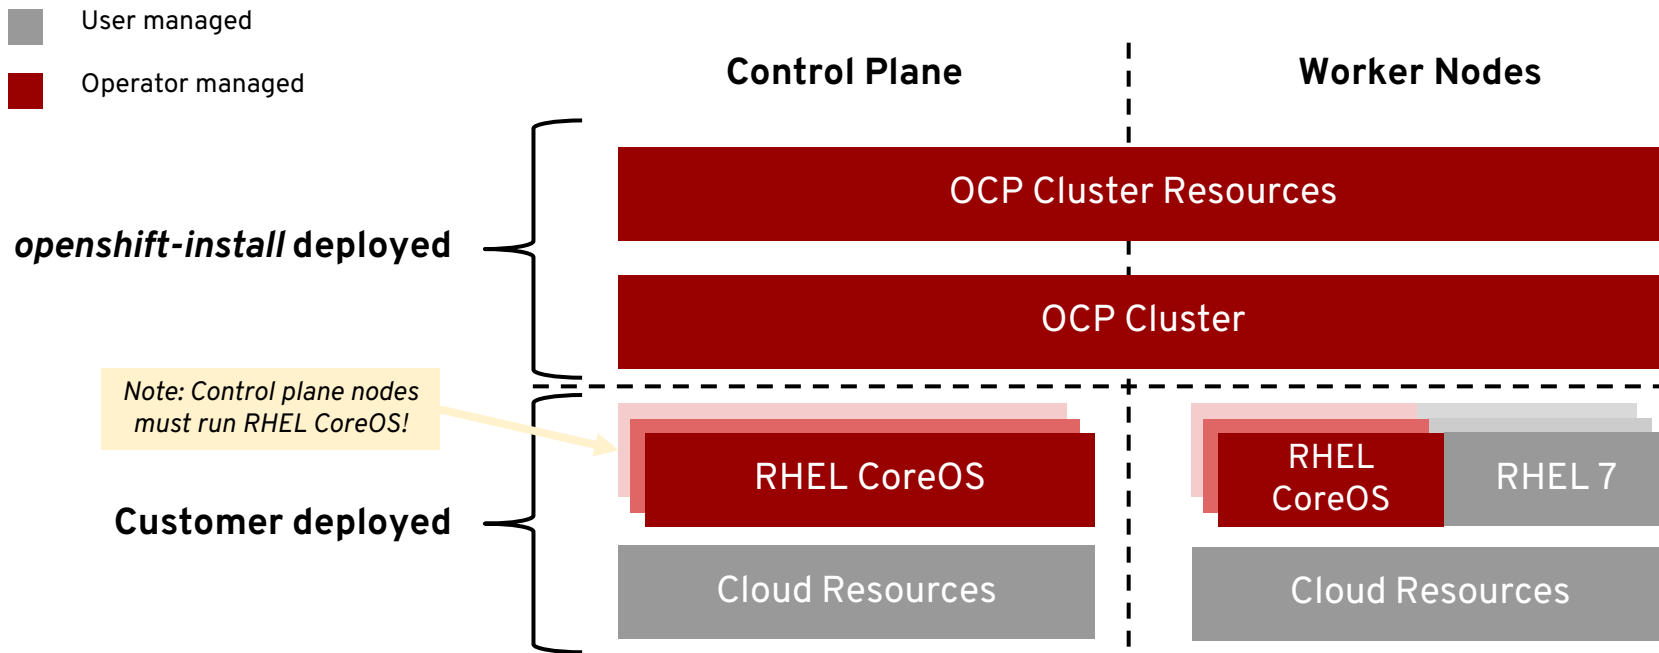 User managed
Operator managed
Control Plane
Worker Nodes
OCP Cluster Resources
openshift-install deployed
OCP Cluster
Note: Control plane nodes
must run RHEL CoreOS!
RHEL CoreOS
RHEL
CoreOS
RHEL 7
Customer deployed
Cloud Resources
Cloud Resources